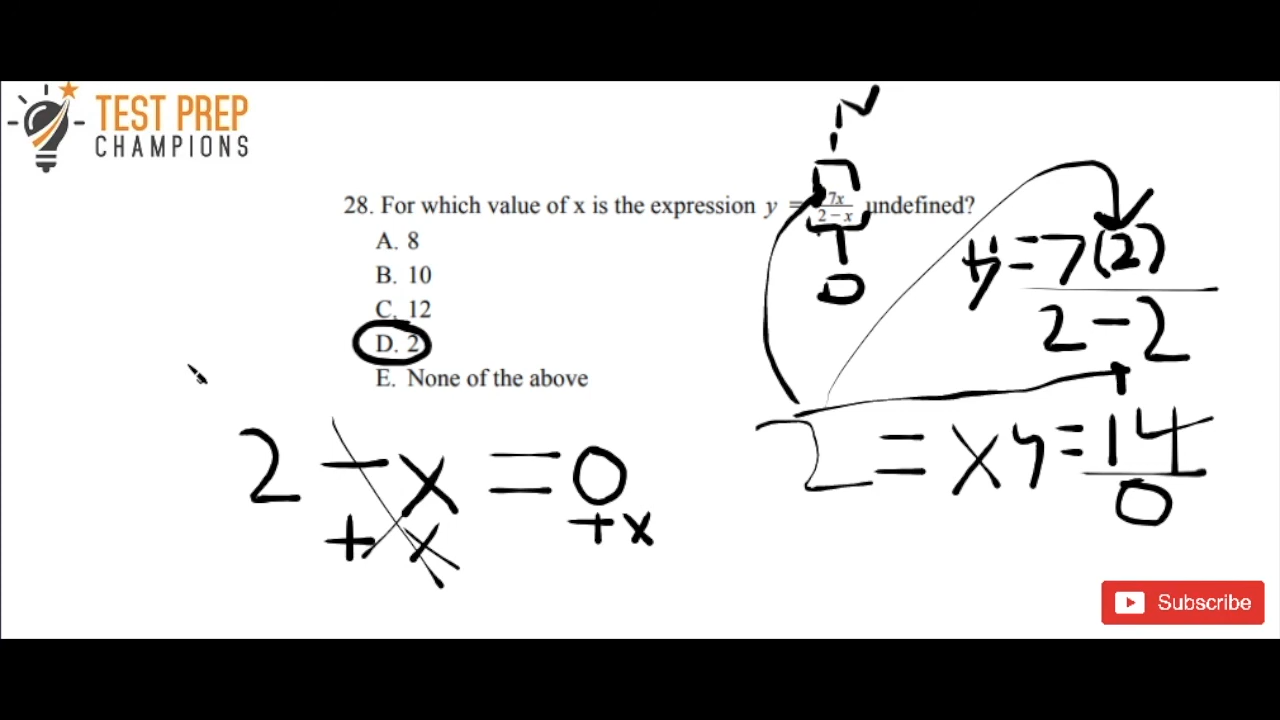 TEST PREP
CHAMPIONS
N
28. For which value of x is the expression y = 7x / 2 − x undefined?
A. 8
B. 10
C. 12
D. 2
E. None of the above
D
0
y = 7(2)
2 − 2
2 − x = 0
+ x + x
2 = x
y = 14
0
Subscribe